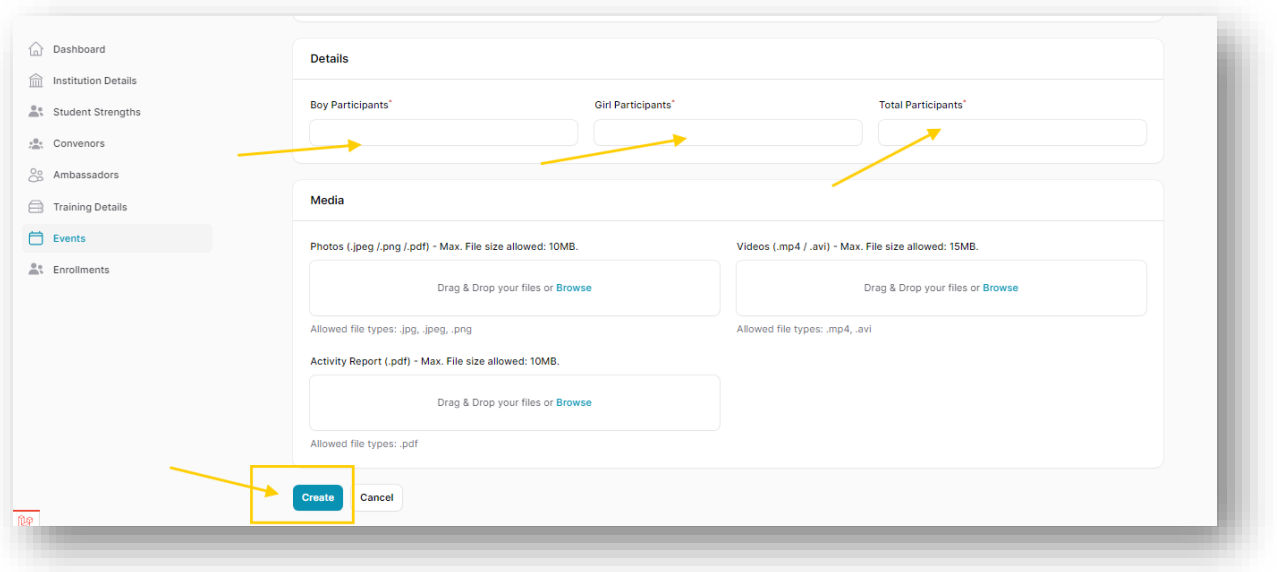 Dashboard
Institution Details
Student Strengths
Convenors
Ambassadors
Training Details
Events
Enrollments
Details
Boy Participants* Girl Participants* Total Participants*
Media
Photos (.jpeg /.png /.pdf) - Max. File size allowed: 10MB. Videos (.mp4 / .avi) - Max. File size allowed: 15MB.
Drag & Drop your files or Browse Drag & Drop your files or Browse
Allowed file types: .jpg, .jpeg, .png Allowed file types: .mp4, .avi
Activity Report (.pdf) - Max. File size allowed: 10MB.
Drag & Drop your files or Browse
Allowed file types: .pdf
Create Cancel